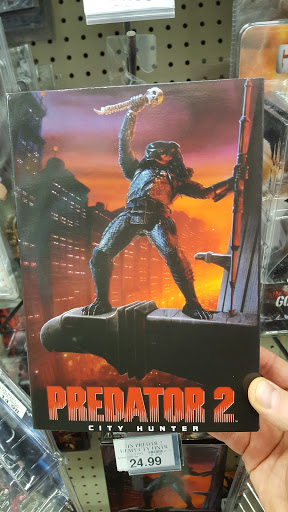 PREDATOR 2
CITY HUNTER
24.99